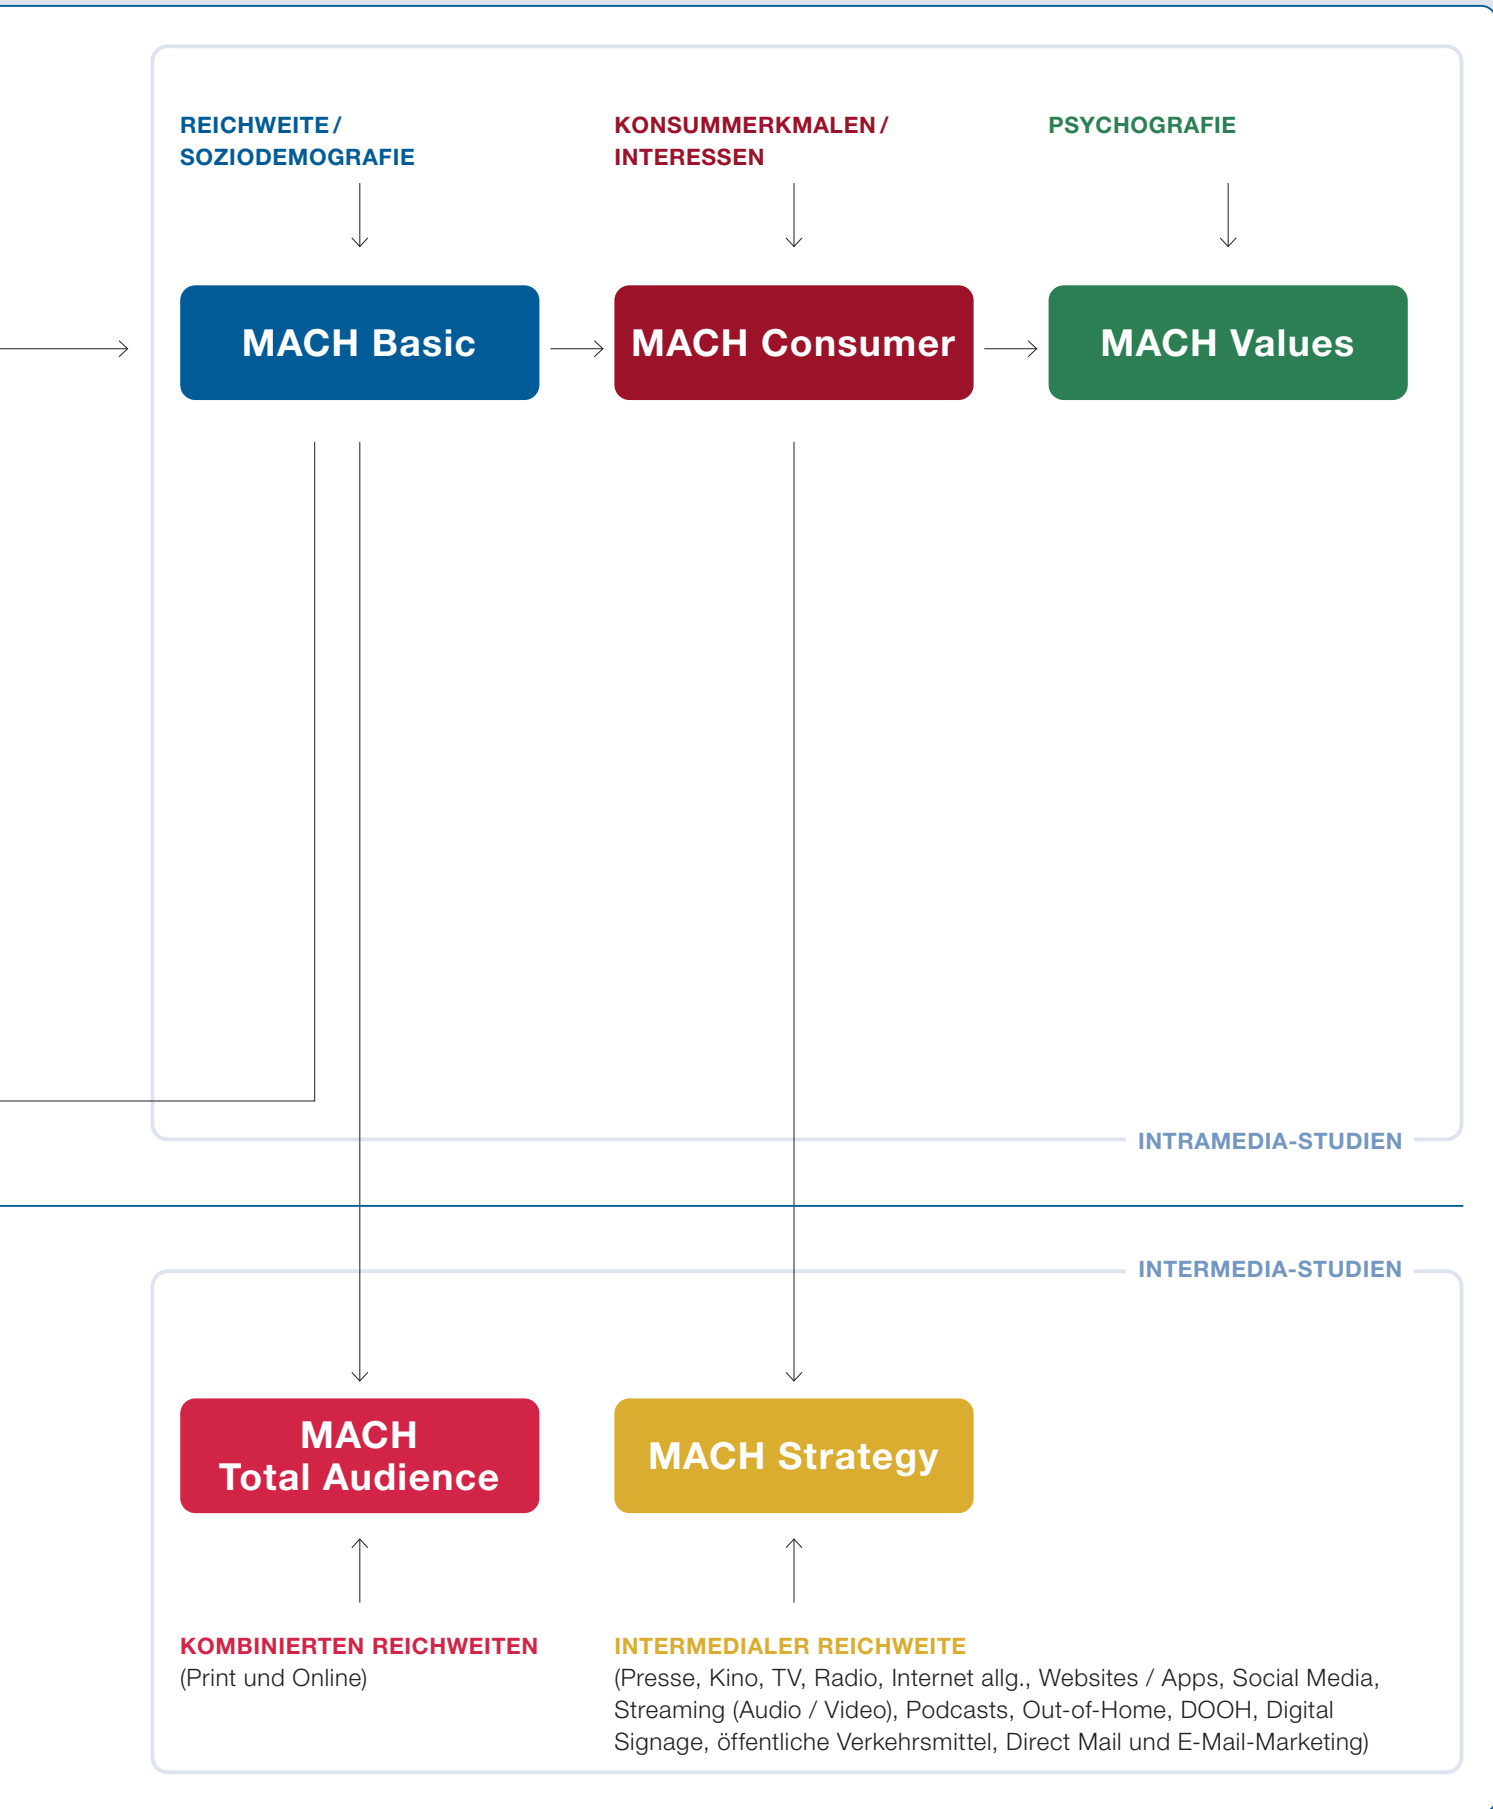 REICHWEITE /
SOZIODEMOGRAFIE
KONSUMMERKMALEN /
INTERESSEN
PSYCHOGRAFIE
MACH Basic
MACH Consumer
MACH Values
INTRAMEDIA-STUDIEN
INTERMEDIA-STUDIEN
MACH
Total Audience
MACH Strategy
KOMBINIERTEN REICHWEITEN
(Print und Online)
INTERMEDIALER REICHWEITE
(Presse, Kino, TV, Radio, Internet allg., Websites / Apps, Social Media,
Streaming (Audio / Video), Podcasts, Out-of-Home, DOOH, Digital
Signage, öffentliche Verkehrsmittel, Direct Mail und E-Mail-Marketing)